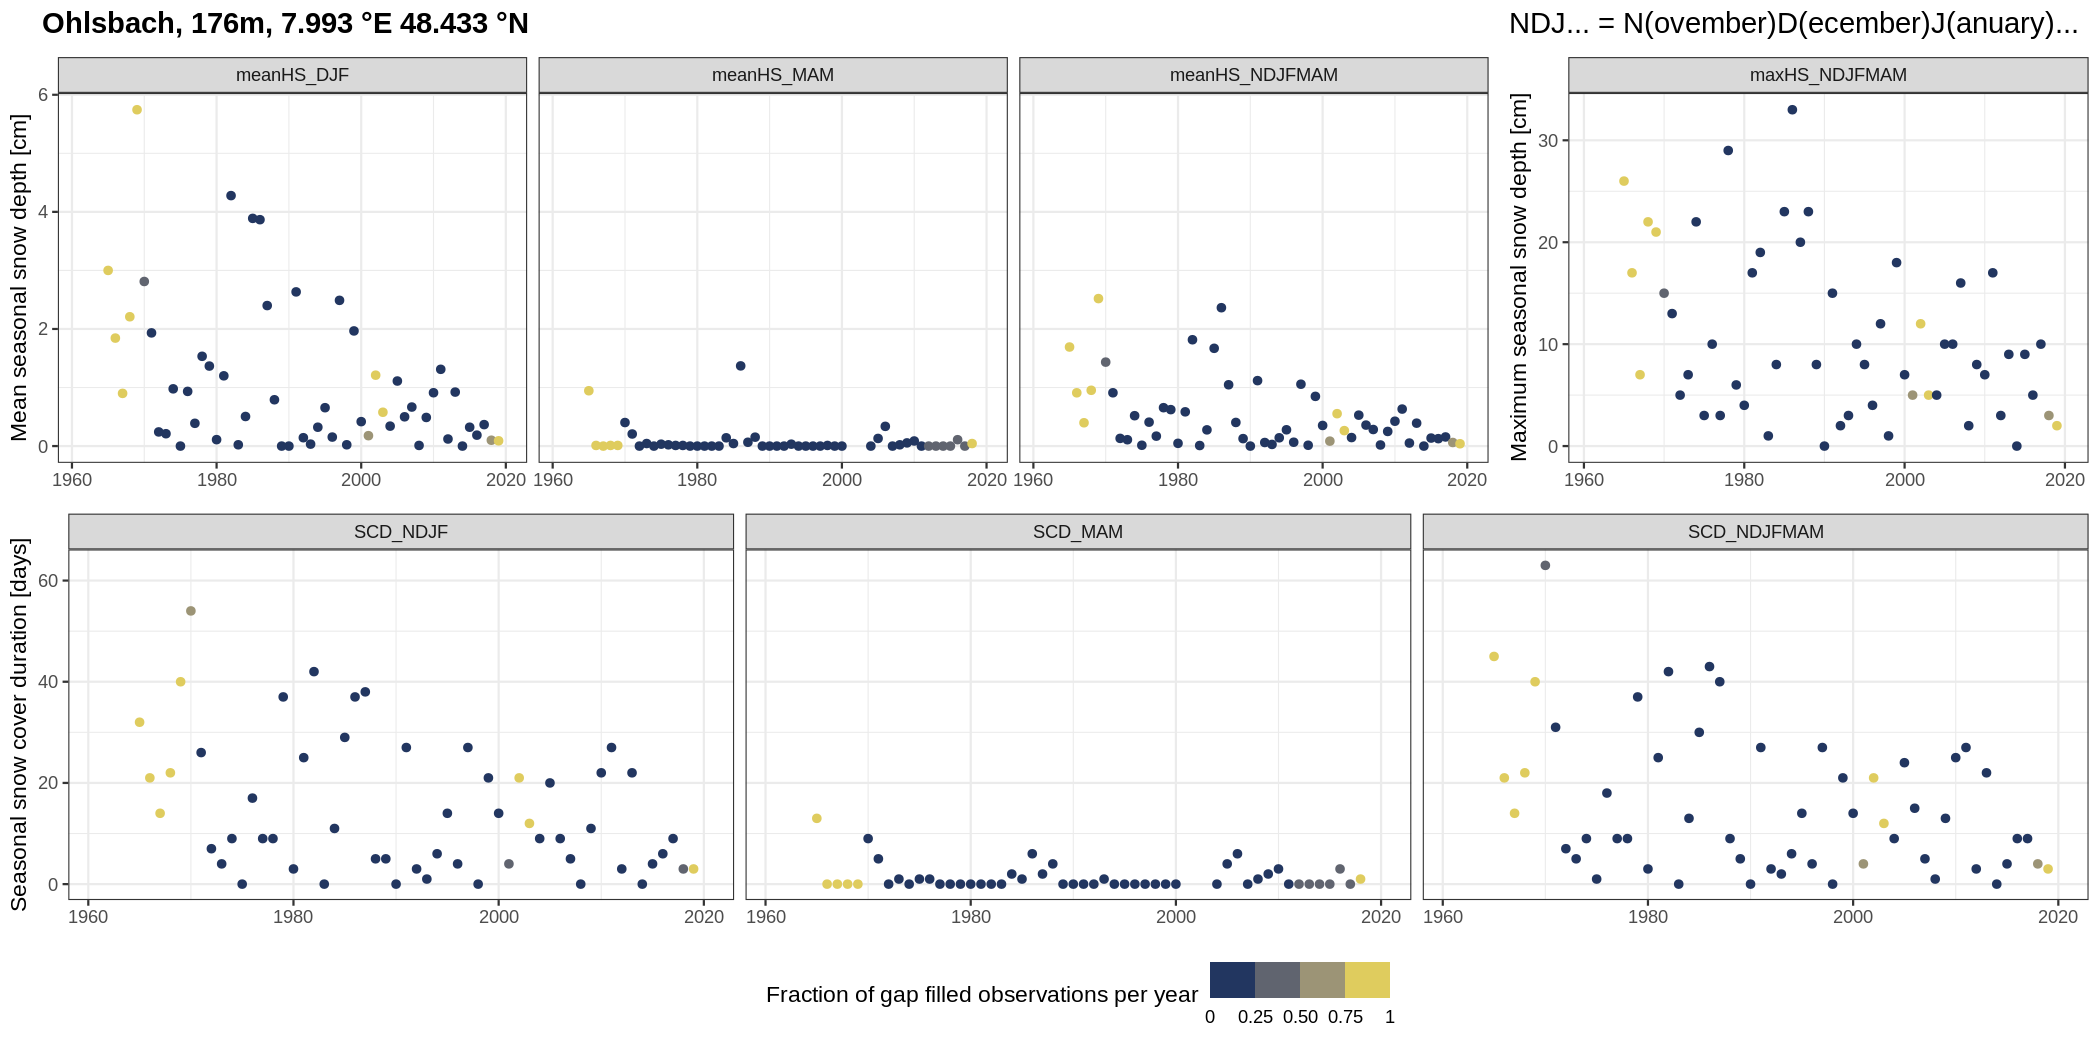 Ohlsbach, 176m, 7.993 °E 48.433 °N
NDJ... = N(ovember)D(ecember)J(anuary)...
meanHS_DJF
meanHS_MAM
meanHS_NDJFMAM
maxHS_NDJFMAM
Mean seasonal snow depth [cm]
6
4
2
0
1960 1980 2000 2020
1960 1980 2000 2020
1960 1980 2000 2020
Maximum seasonal snow depth [cm]
30
20
10
0
1960 1980 2000 2020
SCD_NDJF
SCD_MAM
SCD_NDJFMAM
Seasonal snow cover duration [days]
60
40
20
0
1960 1980 2000 2020
1960 1980 2000 2020
1960 1980 2000 2020
Fraction of gap filled observations per year
0 0.25 0.50 0.75 1